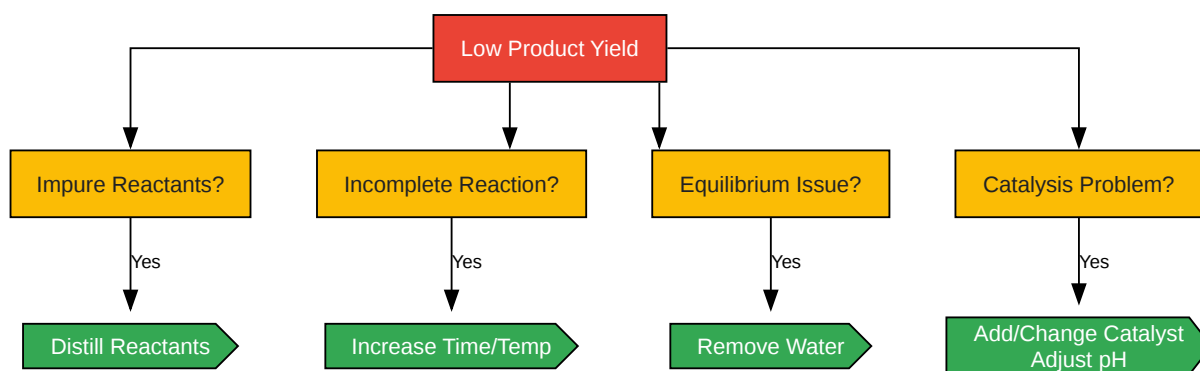 Low Product Yield
Impure Reactants?
Incomplete Reaction?
Equilibrium Issue?
Catalysis Problem?
Yes
Yes
Yes
Yes
Distill Reactants
Increase Time/Temp
Remove Water
Add/Change Catalyst
Adjust pH